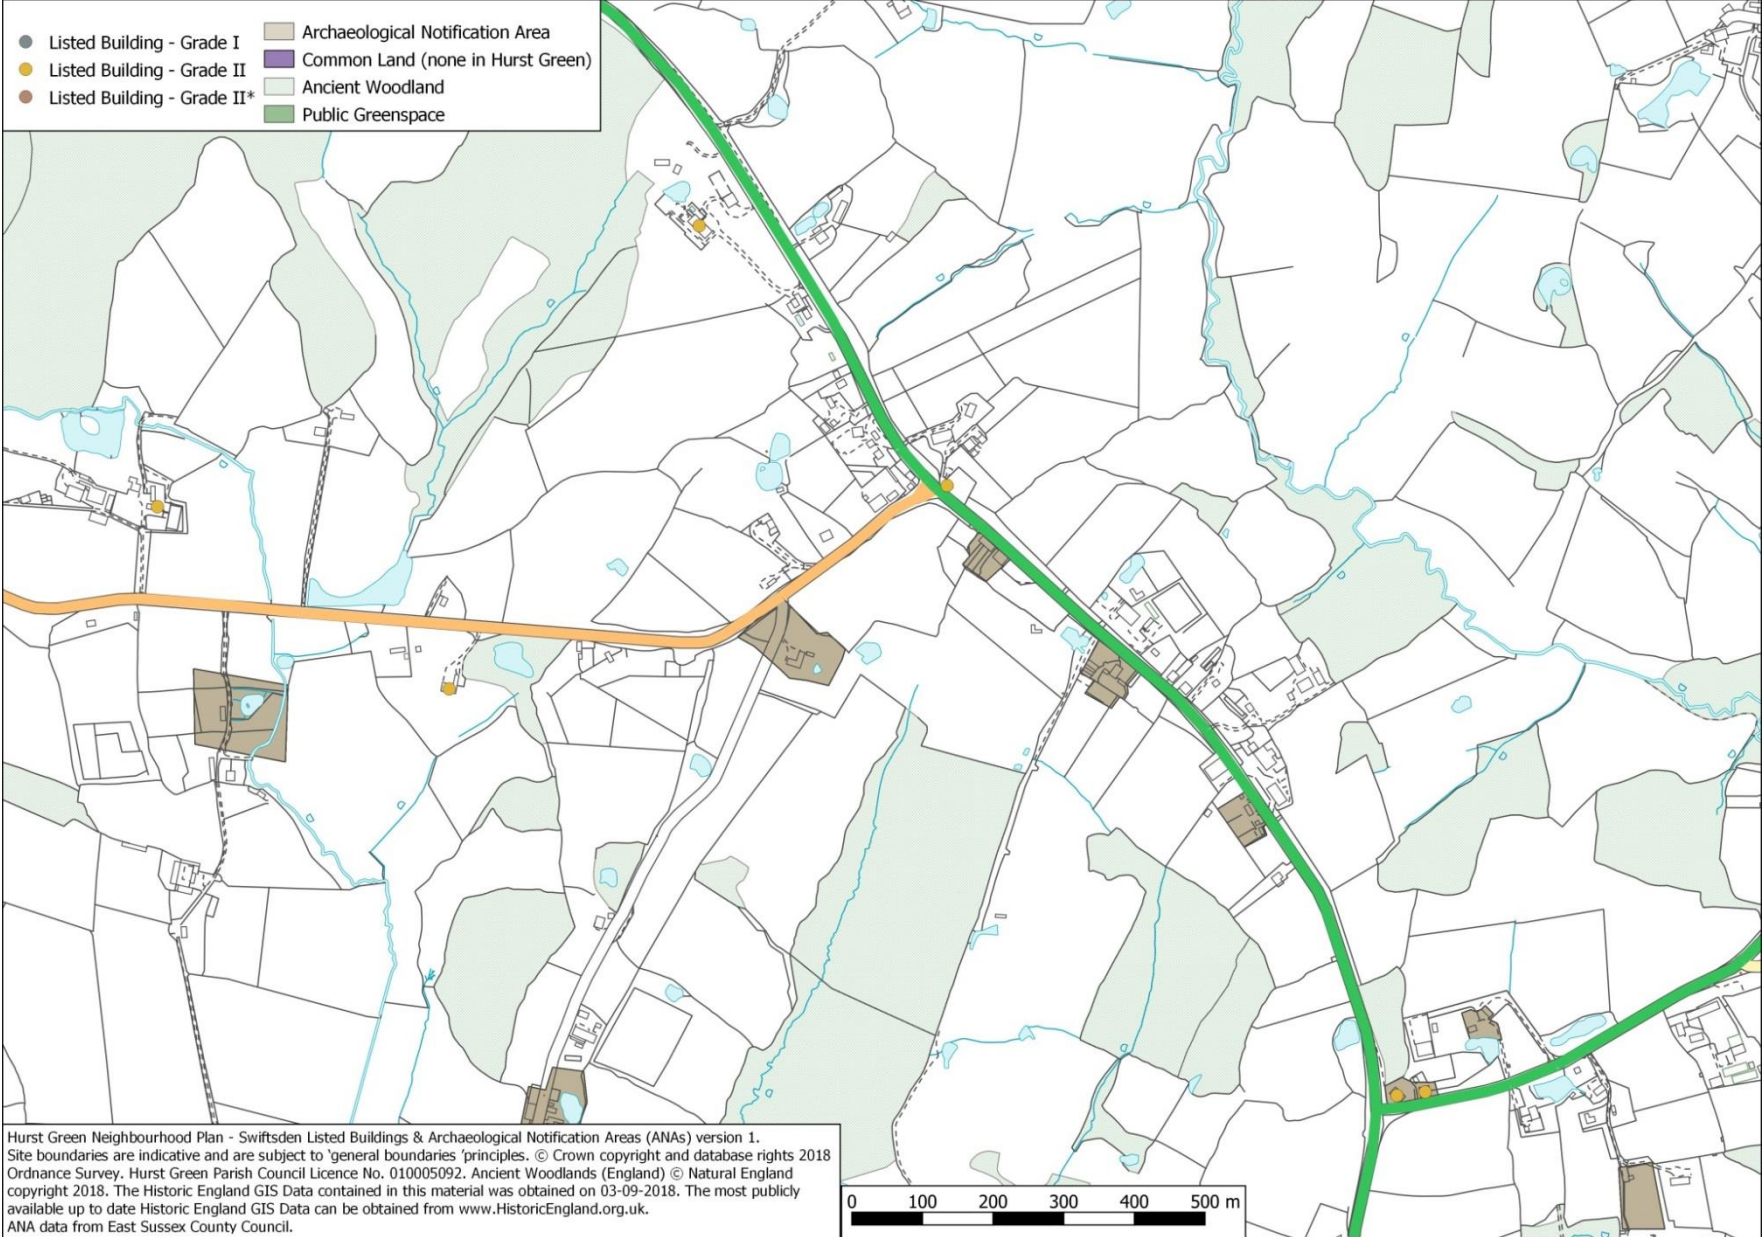 Listed Building - Grade I
Listed Building - Grade II
Listed Building - Grade II*
Archaeological Notification Area
Common Land (none in Hurst Green)
Ancient Woodland
Public Greenspace
Hurst Green Neighbourhood Plan - Swiftsden Listed Buildings & Archaeological Notification Areas (ANAs) version 1.
Site boundaries are indicative and are subject to ‘general boundaries ’principles. © Crown copyright and database rights 2018
Ordnance Survey. Hurst Green Parish Council Licence No. 010005092. Ancient Woodlands (England) © Natural England
copyright 2018. The Historic England GIS Data contained in this material was obtained on 03-09-2018. The most publicly
available up to date Historic England GIS Data can be obtained from www.HistoricEngland.org.uk.
ANA data from East Sussex County Council.
0 100 200 300 400 500 m